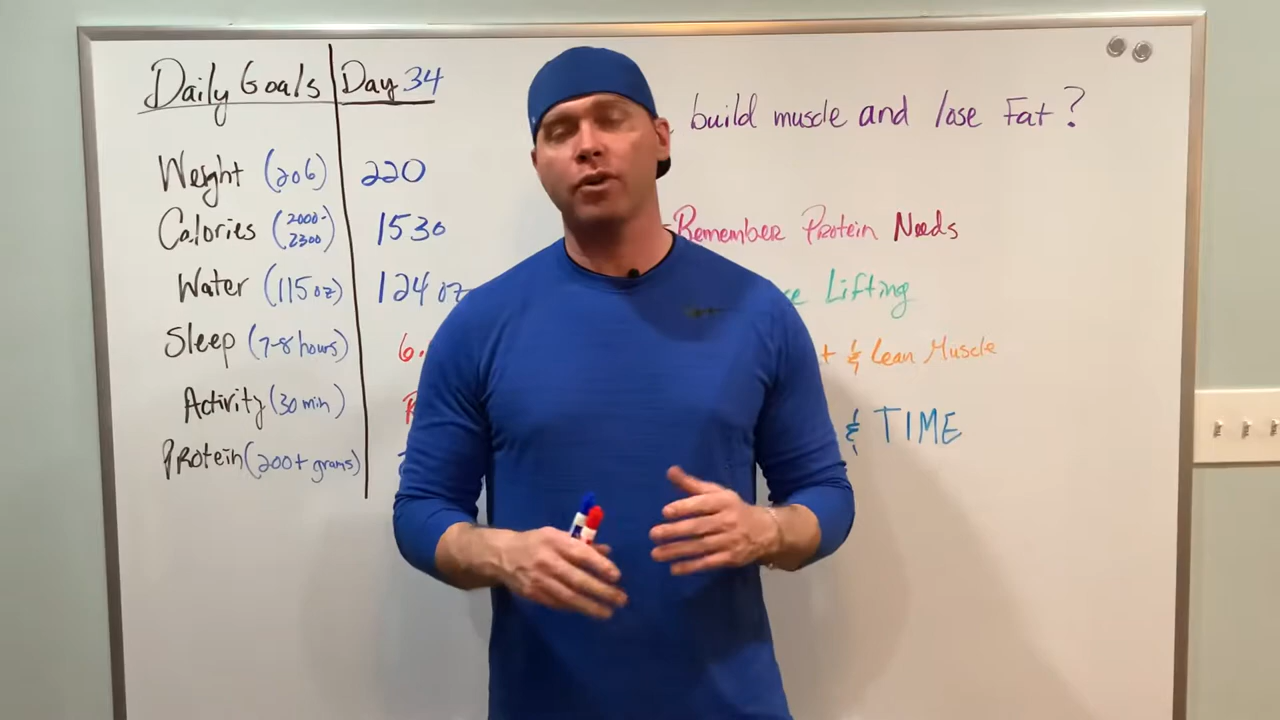 Daily Goals Day 34
Weight (206) 220
Calories (2000-2300) 1530
Water (115oz) 124 oz
Sleep (7-8 hours) 6.
Activity (30 min)
Protein (200+ grams)
build muscle and lose Fat?
Remember Protein Needs
Lifting
& Lean Muscle
& TIME